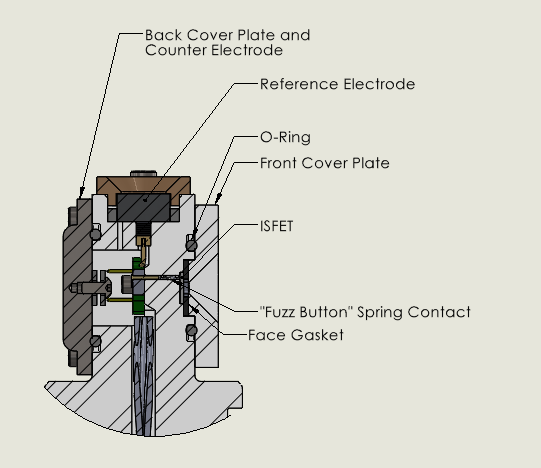 Back Cover Plate and
Counter Electrode
Reference Electrode
O-Ring
Front Cover Plate
ISFET
"Fuzz Button" Spring Contact
Face Gasket